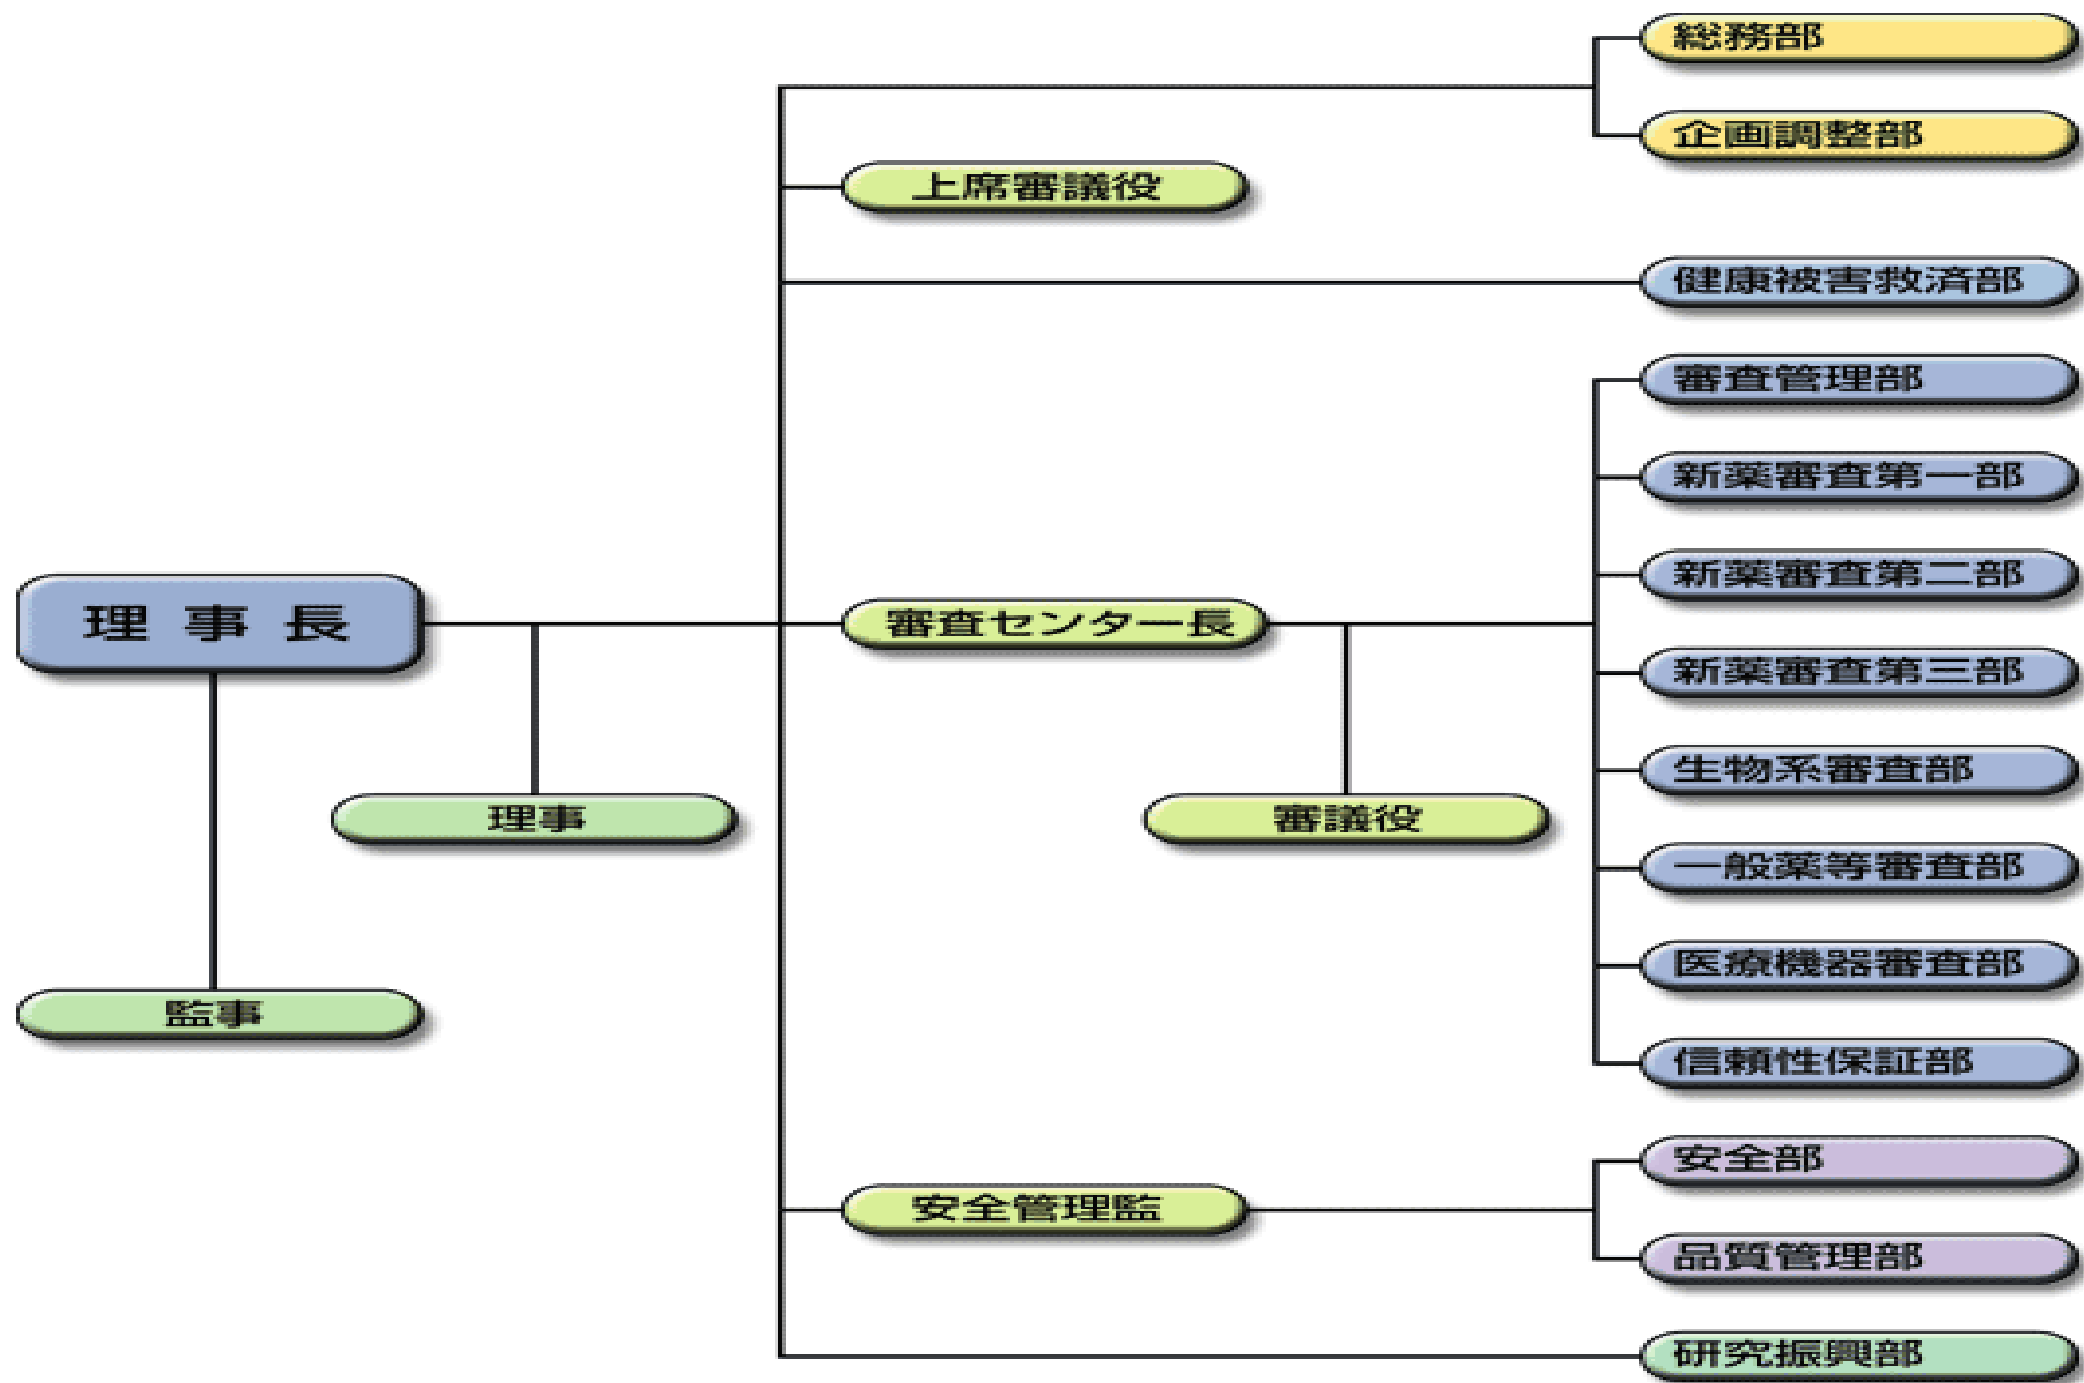 総務部
企画調整部
上席審議役
健康被害救済部
審査管理部
新薬審査第一部
新薬審査第二部
理事長
審査センター長
新薬審査第三部
生物系審査部
理事
審議役
一般薬等審査部
医療機器審査部
監事
信頼性保証部
安全部
安全管理監
品質管理部
研究振興部